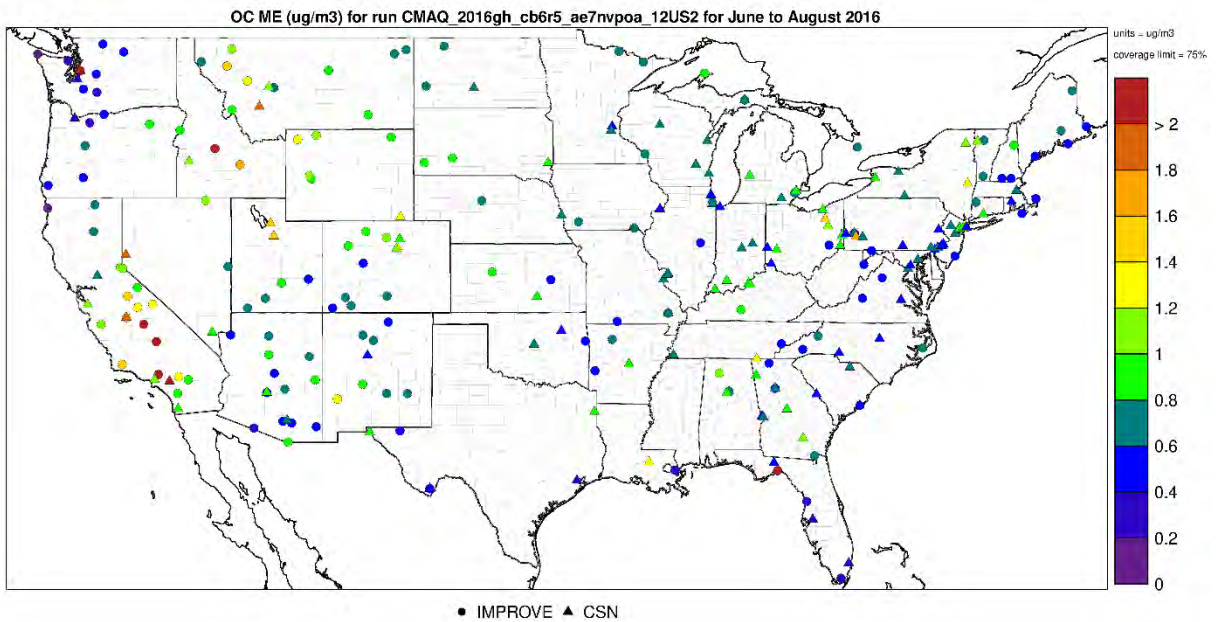 OC ME (ug/m3) for run CMAQ_2016gh_cb6r5_ae7nvpoa_12US2 for June to August 2016
units = ug/m3
coverage limit = 75%
> 2
1.8
1.6
1.4
1.2
1
0.8
0.6
0.4
0.2
0
● IMPROVE ▲ CSN